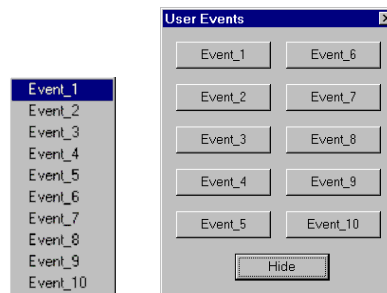 Event_1
Event_2
Event_3
Event_4
Event_5
Event_6
Event_7
Event_8
Event_9
Event_10
User Events
Event_1 Event_6
Event_2 Event_7
Event_3 Event_8
Event_4 Event_9
Event_5 Event_10
Hide